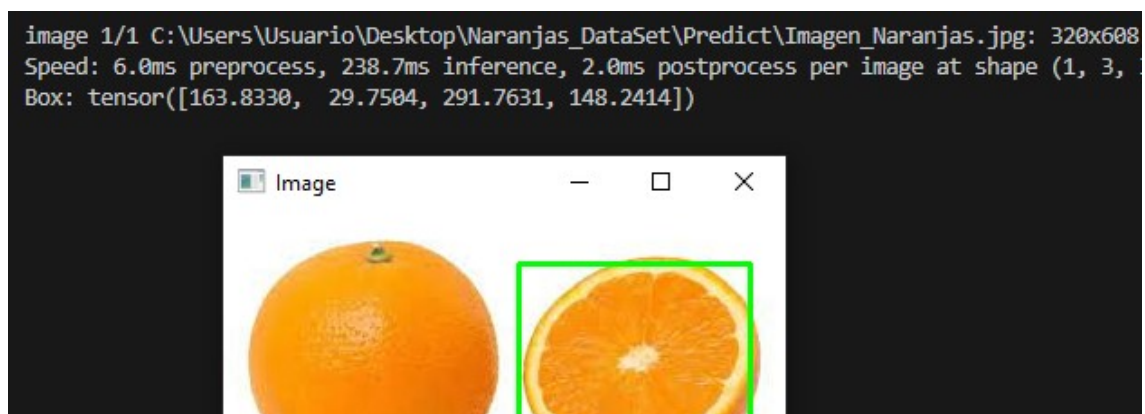 image 1/1 C:\Users\Usuario\Desktop\Naranjas_DataSet\Predict\Imagen_Naranjas.jpg: 320x608
Speed: 6.0ms preprocess, 238.7ms inference, 2.0ms postprocess per image at shape (1, 3,
Box: tensor([163.8330,  29.7504, 291.7631, 148.2414])
Image